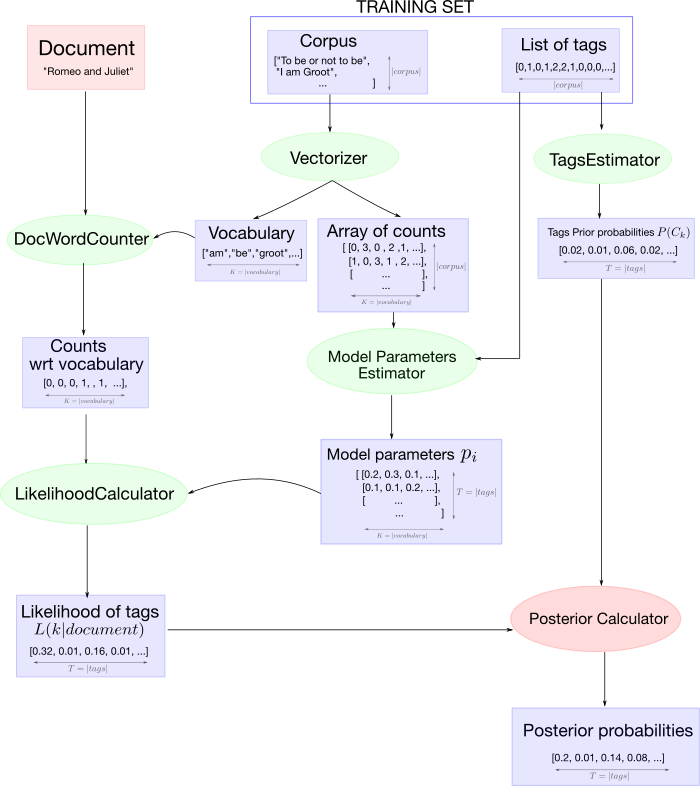 TRAINING SET
Document
"Romeo and Juliet"
Corpus
["To be or not to be",
"I am Groot",
... ]
|corpus|
List of tags
[0,1,0,1,2,2,1,0,0,0,...]
|corpus|
Vectorizer
TagsEstimator
DocWordCounter
Vocabulary
["am","be","groot",...]
K = |vocabulary|
Array of counts
[ [0, 3, 0 , 2 ,1, ...],
[1, 0, 3, 1 , 2, ...],
[ ... ],
... ]
|corpus|
K = |vocabulary|
Tags Prior probabilities P(C_k)
[0.02, 0.01, 0.06, 0.02, ...]
T = |tags|
Counts
wrt vocabulary
[0, 0, 0, 1, , 1, ...],
K = |vocabulary|
Model Parameters
Estimator
Model parameters p_i
[ [0.2, 0.3, 0.1, ...],
[0.1, 0.1, 0.2, ...],
[ ... ],
... ]
T = |tags|
K = |vocabulary|
LikelihoodCalculator
Likelihood of tags
L(k|document)
[0.32, 0.01, 0.16, 0.01, ...]
T = |tags|
Posterior Calculator
Posterior probabilities
[0.2, 0.01, 0.14, 0.08, ...]
T = |tags|